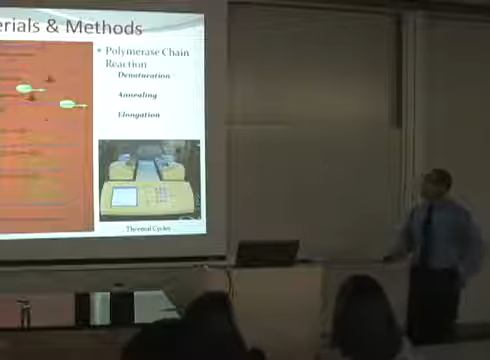 erials & Methods
• Polymerase Chain
Reaction
Denaturation
Annealing
Elongation
Thermal Cycler